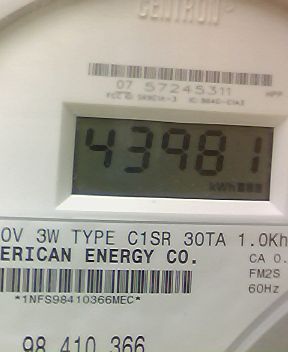 CENTRON
07 57245311
HPP
43981
kWh
0V 3W TYPE C1SR 30TA 1.0Kh
ERICAN ENERGY CO.
CA 0.
FM2S
60Hz
*1NFS98410366MEC*
98 410 366